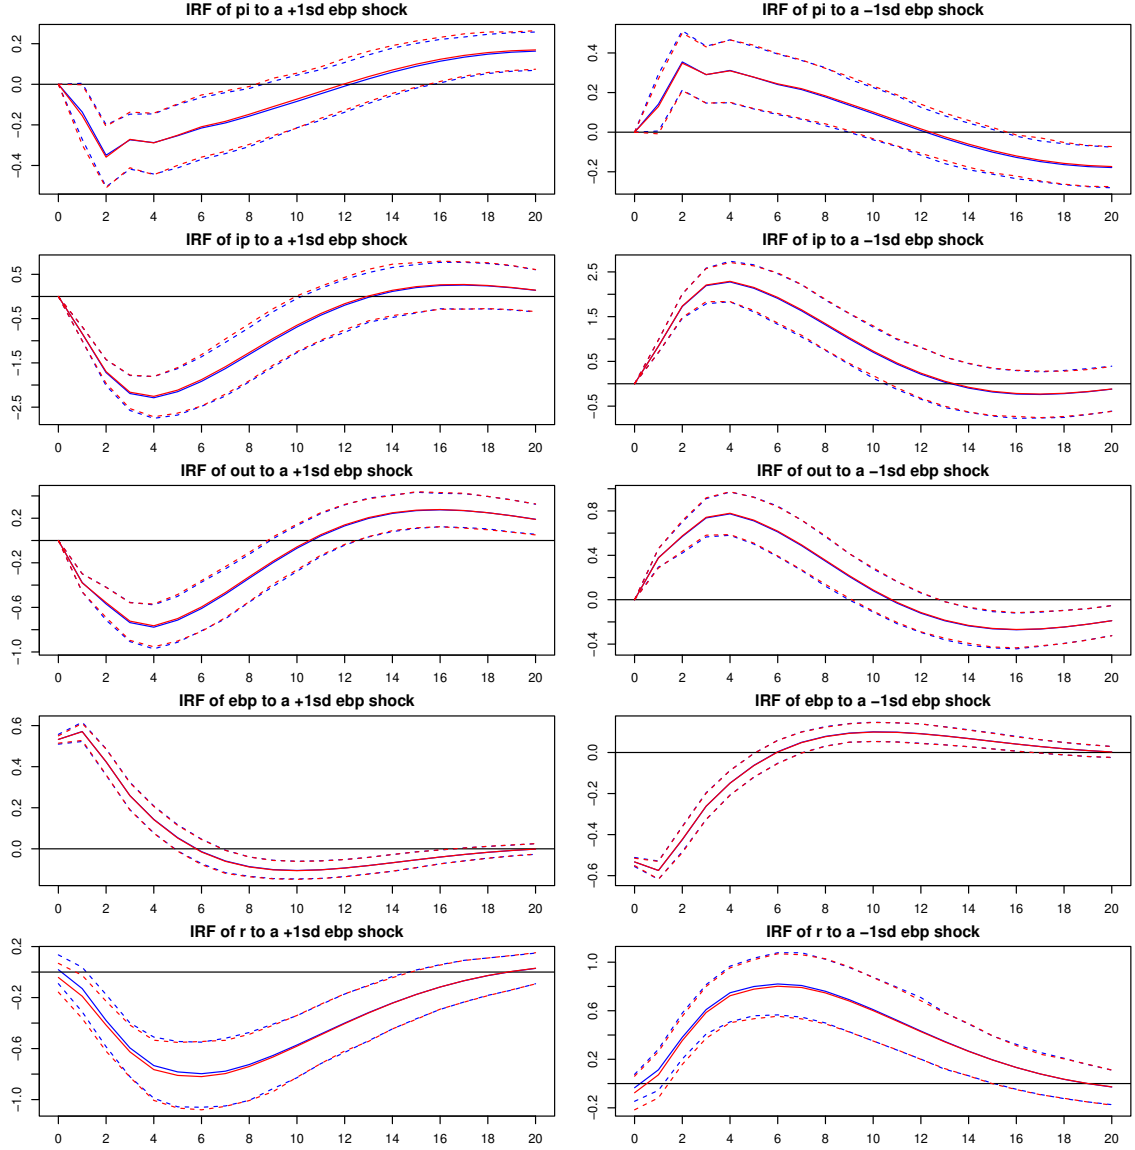 IRF of pi to a +1sd ebp shock
−0.4 −0.2 0.0 0.2
0 2 4 6 8 10 12 14 16 18 20
IRF of pi to a −1sd ebp shock
−0.2 0.0 0.2 0.4
0 2 4 6 8 10 12 14 16 18 20
IRF of ip to a +1sd ebp shock
−2.5 −1.5 −0.5 0.5
0 2 4 6 8 10 12 14 16 18 20
IRF of ip to a −1sd ebp shock
−0.5 0.5 1.5 2.5
0 2 4 6 8 10 12 14 16 18 20
IRF of out to a +1sd ebp shock
−1.0 −0.6 −0.2 0.2
0 2 4 6 8 10 12 14 16 18 20
IRF of out to a −1sd ebp shock
−0.4 0.0 0.4 0.8
0 2 4 6 8 10 12 14 16 18 20
IRF of ebp to a +1sd ebp shock
0.0 0.2 0.4 0.6
0 2 4 6 8 10 12 14 16 18 20
IRF of ebp to a −1sd ebp shock
−0.6 −0.4 −0.2 0.0
0 2 4 6 8 10 12 14 16 18 20
IRF of r to a +1sd ebp shock
−1.0 −0.6 −0.2 0.2
0 2 4 6 8 10 12 14 16 18 20
IRF of r to a −1sd ebp shock
−0.2 0.2 0.6 1.0
0 2 4 6 8 10 12 14 16 18 20